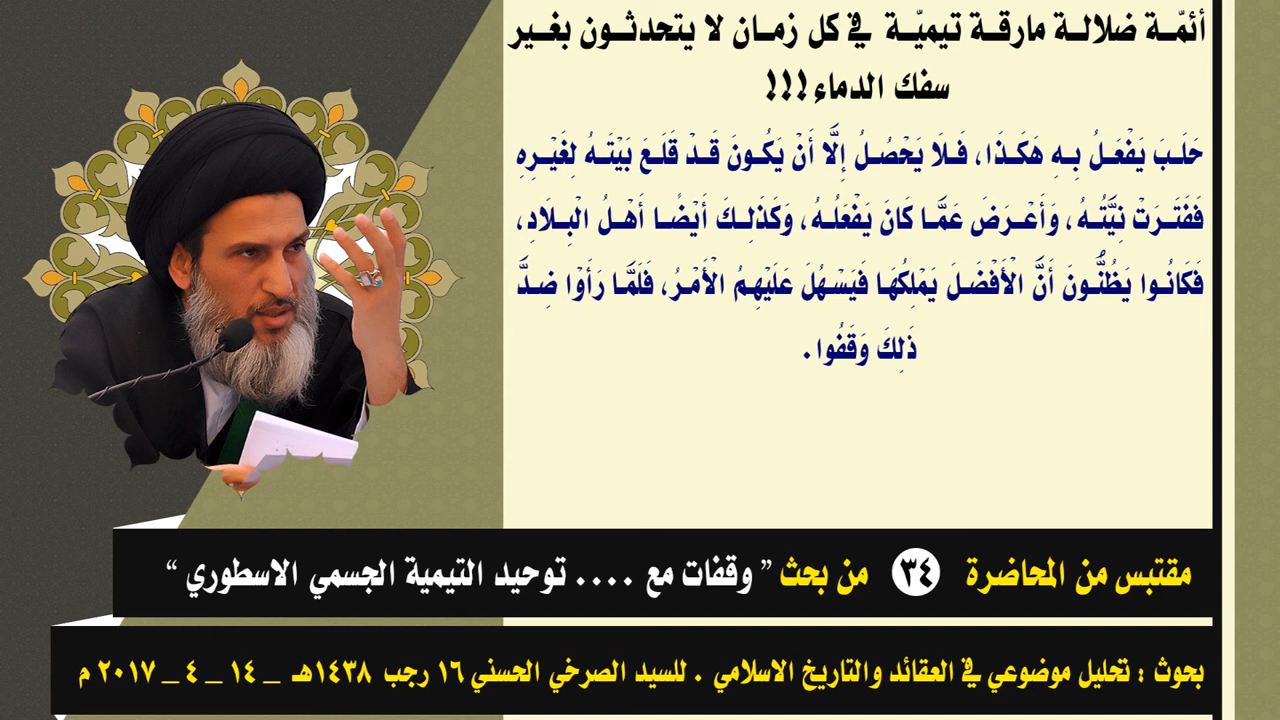 أئمّة ضلالة مارقة تيميّة في كل زمان لا يتحدثون بغير
سفك الدماء!!!
حَلَبَ يَفْعَلُ بِهِ هَكَذَا، فَلَا يَحْصُلُ إِلَّا أَنْ يَكُونَ قَدْ قَلَعَ بَيْتَهُ لِغَيْرِهِ
فَفَتَرَتْ نِيَّتُهُ، وَأَعْرَضَ عَمَّا كَانَ يَفْعَلُهُ، وَكَذَلِكَ أَيْضًا أَهْلُ الْبِلَادِ،
فَكَانُوا يَظُنُّونَ أَنَّ الْأَفْضَلَ يَمْلِكُهَا فَيَسْهُلَ عَلَيْهِمُ الْأَمْرُ، فَلَمَّا رَأَوْا ضِدَّ
ذَلِكَ وَقَفُوا.
مقتبس من المحاضرة ٣٤ من بحث " وقفات مع .... توحيد التيمية الجسمي الاسطوري "
بحوث : تحليل موضوعي في العقائد والتاريخ الاسلامي . للسيد الصرخي الحسني ١٦ رجب ١٤٣٨هـ _ ١٤ _ ٤ _ ٢٠١٧ م